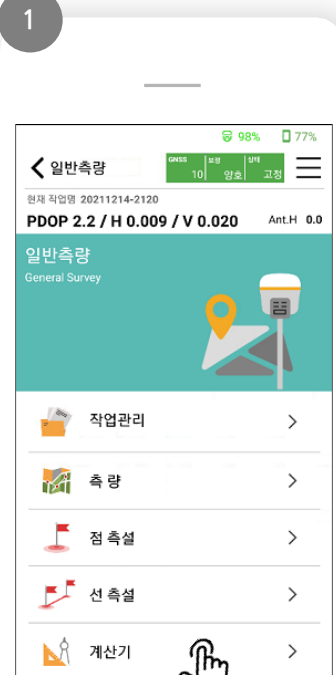 1
98% 77%
일반측량
GNSS 보정 상태
10 양호 고정
현재 작업명 20211214-2120
PDOP 2.2 / H 0.009 / V 0.020 Ant.H 0.0
일반측량
General Survey
작업관리
측 량
점 측설
선 측설
계산기